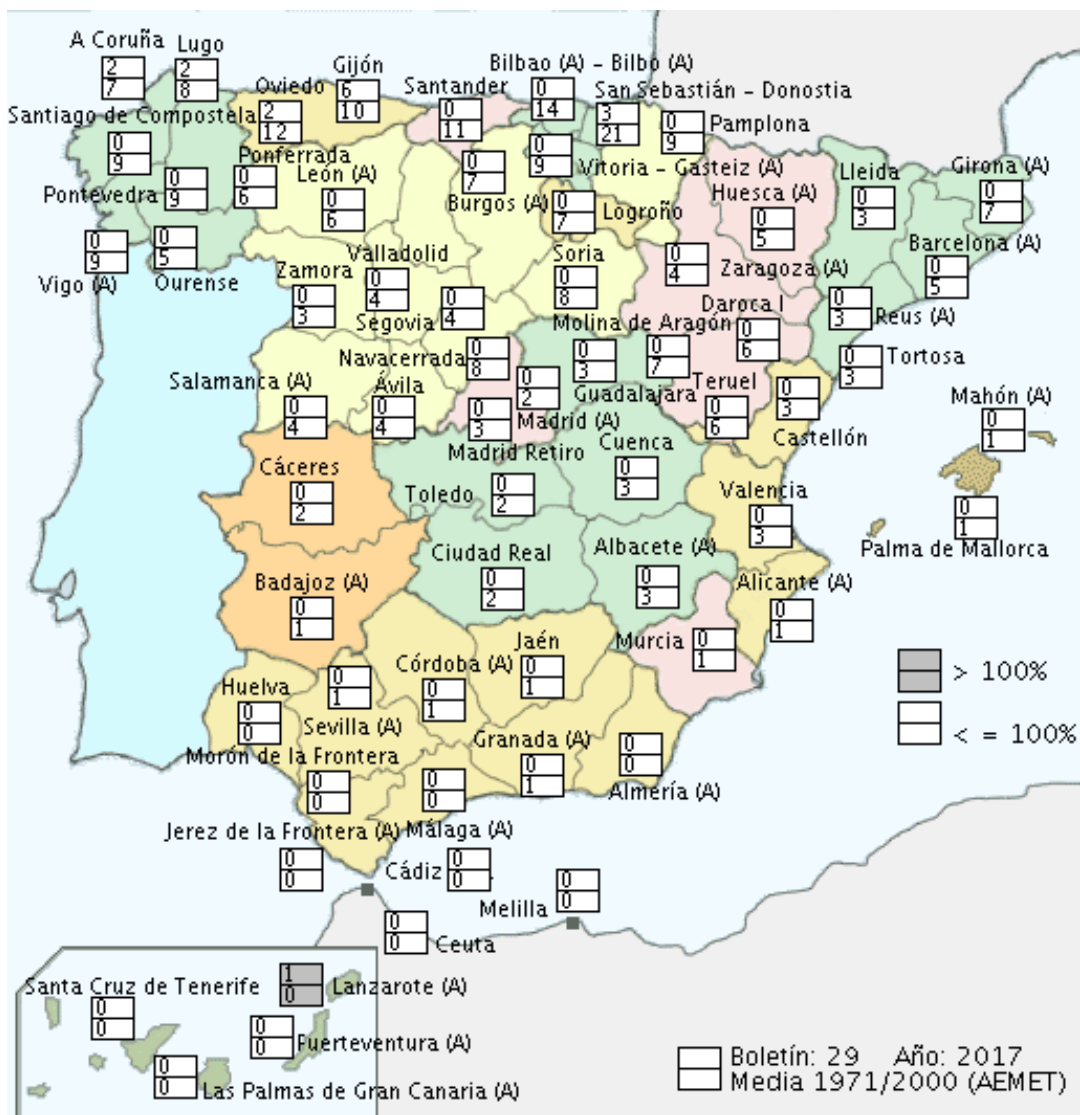 A Coruña
2
7
Lugo
2
8
Oviedo
2
12
Gijón
6
10
Santander
0
11
Bilbao (A) - Bilbo (A)
0
14
San Sebastián - Donostia
3
21
Pamplona
0
9
Santiago de Compostela
0
9
Ponferrada
0
6
León (A)
0
6
Burgos (A)
0
7
Vitoria - Gasteiz (A)
0
9
Logroño
0
7
Huesca (A)
0
5
Lleida
0
3
Girona (A)
0
7
Pontevedra
0
9
Vigo (A)
0
9
Ourense
0
5
Zamora
0
3
Valladolid
0
4
Segovia
0
4
Soria
0
8
Zaragoza (A)
0
4
Barcelona (A)
0
5
Daroca I
0
6
Reus (A)
0
3
Tortosa
0
3
Molina de Aragón
0
7
Guadalajara
0
3
Navacerrada
0
8
Salamanca (A)
0
4
Ávila
0
4
Madrid (A)
0
2
Madrid Retiro
0
3
Teruel
0
6
Castellón
0
3
Mahón (A)
0
1
Cáceres
0
2
Toledo
0
2
Cuenca
0
3
Valencia
0
3
Palma de Mallorca
0
1
Badajoz (A)
0
1
Ciudad Real
0
2
Albacete (A)
0
3
Alicante (A)
0
1
Murcia
0
1
Huelva
0
0
Sevilla (A)
0
1
Córdoba (A)
0
1
Jaén
0
1
> 100%
< = 100%
Morón de la Frontera
0
0
Granada (A)
0
1
Almería (A)
0
0
Jerez de la Frontera (A)
0
0
Málaga (A)
0
0
Cádiz
0
0
Melilla
0
0
Ceuta
0
0
Santa Cruz de Tenerife
0
0
Lanzarote (A)
1
0
Fuerteventura (A)
0
0
Las Palmas de Gran Canaria (A)
0
0
Boletín: 29 Año: 2017
Media 1971/2000 (AEMET)